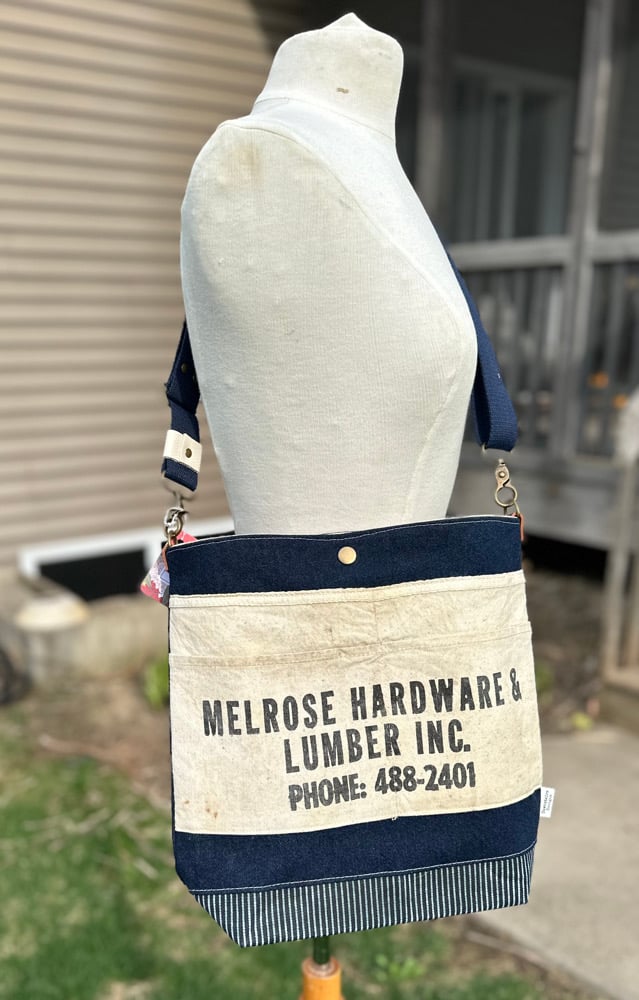 MELROSE HARDWARE &
LUMBER INC.
PHONE: 488-2401